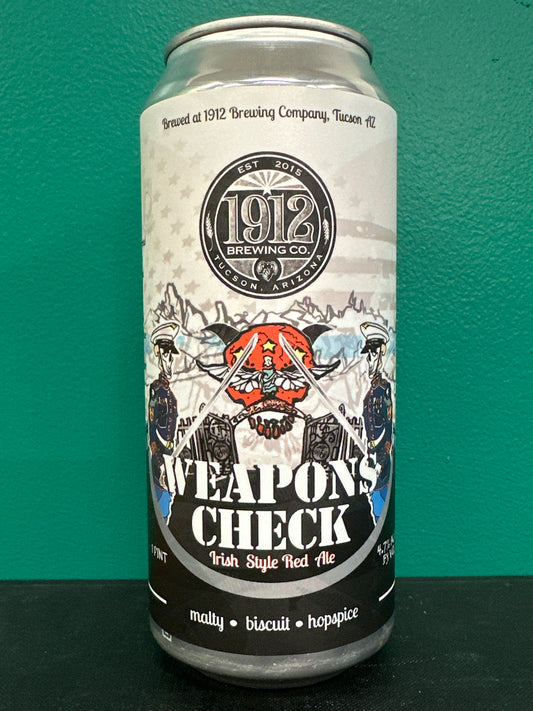 Brewed at 1912 Brewing Company, Tucson AZ
EST 2015
1912
BREWING CO.
TUCSON, ARIZONA
WEAPONS
CHECK
Irish Style Red Ale
1 PINT
malty • biscuit • hopspice